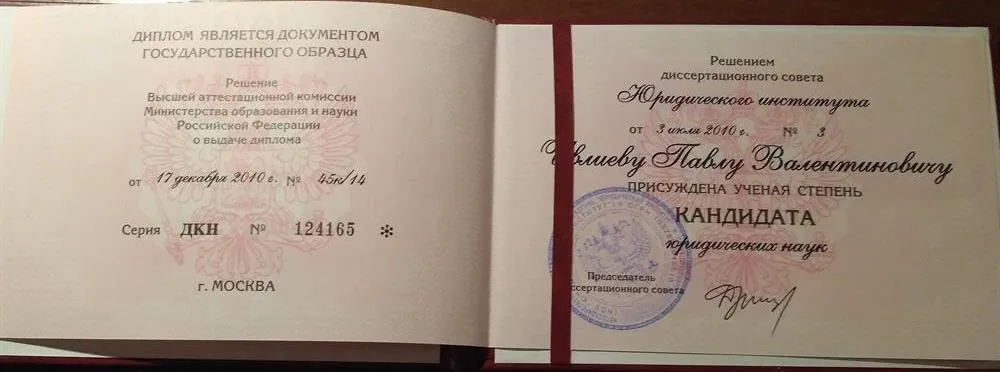 ДИПЛОМ ЯВЛЯЕТСЯ ДОКУМЕНТОМ
ГОСУДАРСТВЕННОГО ОБРАЗЦА
Решение
Высшей аттестационной комиссии
Министерства образования и науки
Российской Федерации
о выдаче диплома
от 17 декабря 2010 г. № 45к/14
Серия ДКН № 124165 *
г. МОСКВА
Решением
диссертационного совета
Юридического института
от 3 июля 2010 г. № 3
Павлу Валентиновичу
ПРИСУЖДЕНА УЧЕНАЯ СТЕПЕНЬ
КАНДИДАТА
юридических наук
Председатель
диссертационного совета